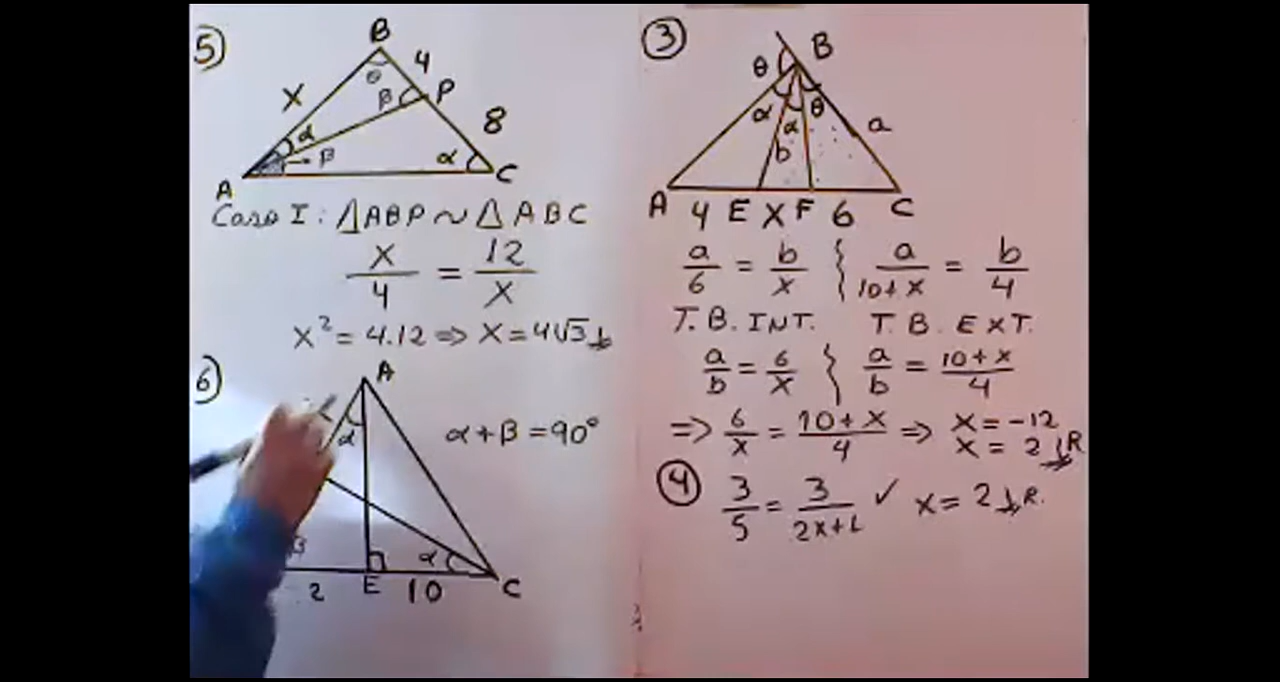 5)
B
4
θ
β
P
X
α
8
→ β
α
A
C
Caso I: △ABP ~ △ABC
X/4 = 12/X
X² = 4.12 => X = 4√3
6)
A
α
α + β = 90°
α
2
E
10
C
3
B
θ
α
α
θ
a
b
A 4 E X F 6 C
a/6 = b/x { a/10+x = b/4
T. B. INT. T. B. EXT.
a/b = 6/x { a/b = 10+x/4
=> 6/x = 10+x/4 => x = -12
x = 2 R
4
3/5 = 3/2x+1 ✓ x = 2 R.